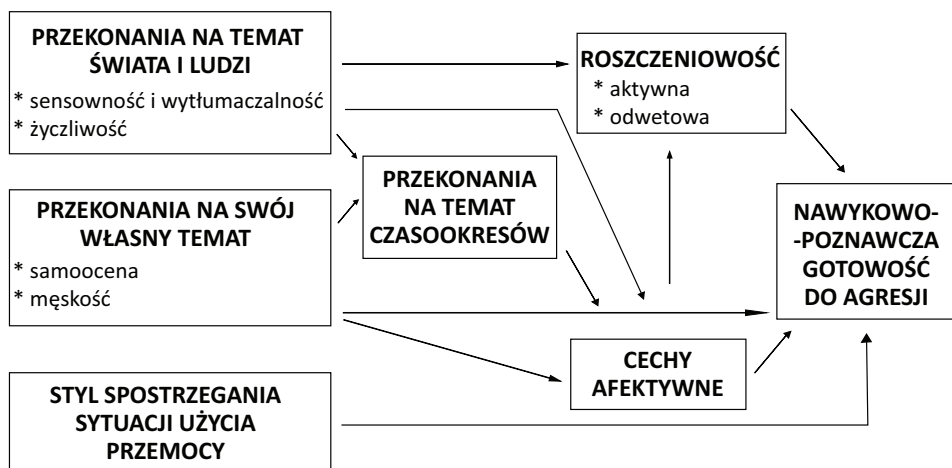 PRZEKONANIA NA TEMAT
ŚWIATA I LUDZI
* sensowność i wytłumaczalność
* życzliwość
ROSZCZENIOWOŚĆ
* aktywna
* odwetowa
PRZEKONANIA
NA TEMAT
CZASOOKRESÓW
PRZEKONANIA NA SWÓJ
WŁASNY TEMAT
* samoocena
* męskość
NAWYKOWO-
-POZNAWCZA
GOTOWOŚĆ
DO AGRESJI
CECHY
AFEKTYWNE
STYL SPOSTRZEGANIA
SYTUACJI UŻYCIA
PRZEMOCY